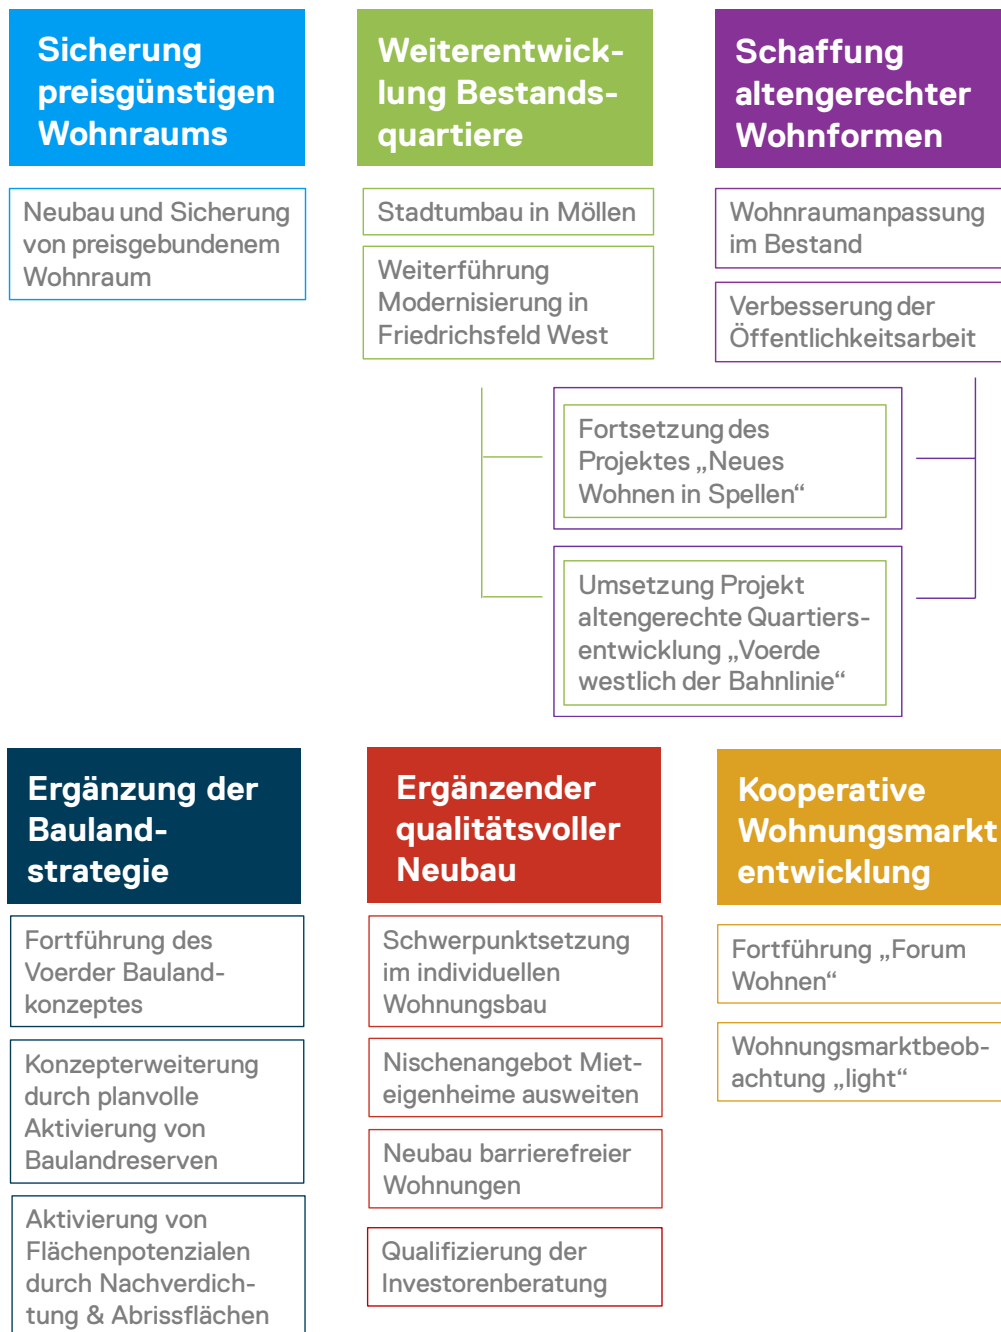 Sicherung
preisgünstigen
Wohnraums
Neubau und Sicherung
von preisgebundenem
Wohnraum
Weiterentwick-
lung Bestands-
quartiere
Stadtumbau in Möllen
Weiterführung
Modernisierung in
Friedrichsfeld West
Schaffung
altengerechter
Wohnformen
Wohnraumanpassung
im Bestand
Verbesserung der
Öffentlichkeitsarbeit
Fortsetzung des
Projektes „Neues
Wohnen in Spellen“
Umsetzung Projekt
altengerechte Quartiers-
entwicklung „Voerde
westlich der Bahnlinie“
Ergänzung der
Bauland-
strategie
Fortführung des
Voerder Bauland-
konzeptes
Konzepterweiterung
durch planvolle
Aktivierung von
Baulandreserven
Aktivierung von
Flächenpotenzialen
durch Nachverdich-
tung & Abrissflächen
Ergänzender
qualitätsvoller
Neubau
Schwerpunktsetzung
im individuellen
Wohnungsbau
Nischenangebot Miet-
eigenheime ausweiten
Neubau barrierefreier
Wohnungen
Qualifizierung der
Investorenberatung
Kooperative
Wohnungsmarkt
entwicklung
Fortführung „Forum
Wohnen“
Wohnungsmarktbeob-
achtung „light“